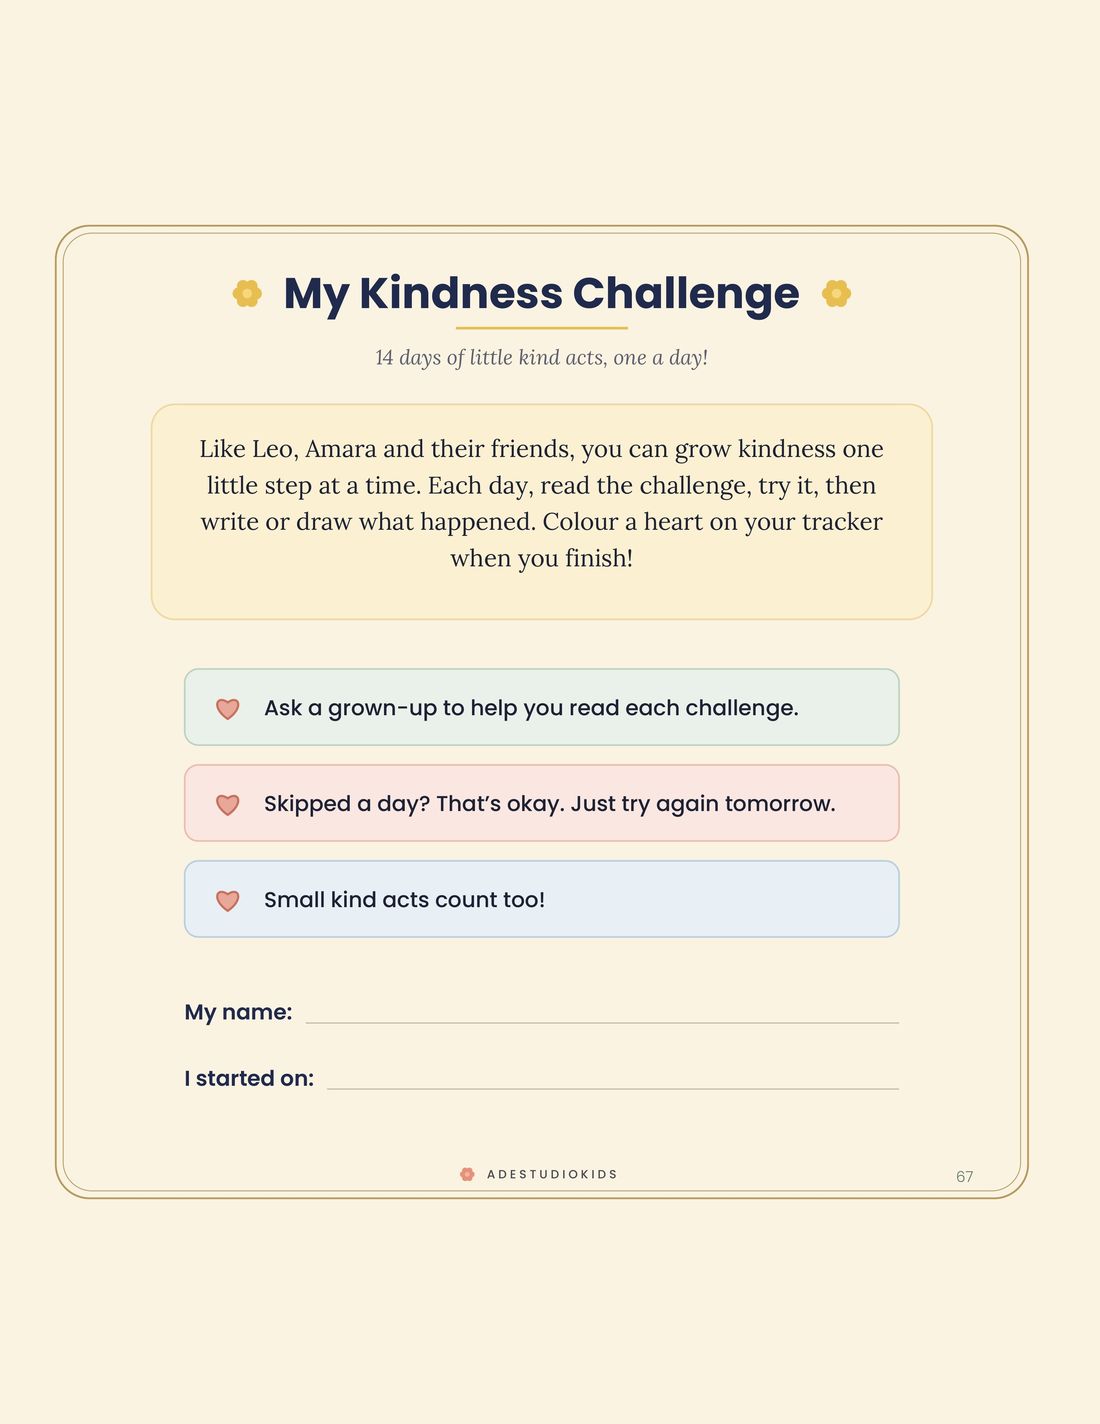 My Kindness Challenge
14 days of little kind acts, one a day!
Like Leo, Amara and their friends, you can grow kindness one
little step at a time. Each day, read the challenge, try it, then
write or draw what happened. Colour a heart on your tracker
when you finish!
Ask a grown-up to help you read each challenge.
Skipped a day? That’s okay. Just try again tomorrow.
Small kind acts count too!
My name:
I started on:
ADESTUDIOKIDS
67